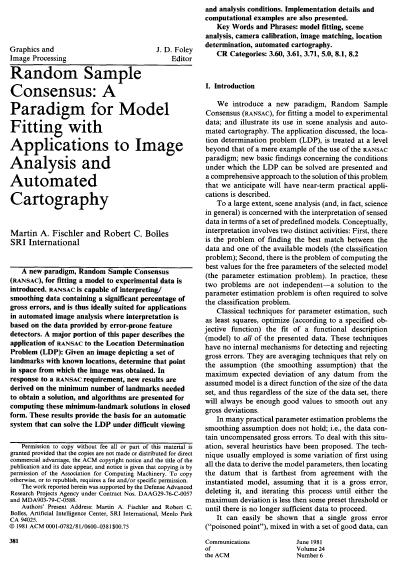 Graphics and
Image Processing
J. D. Foley
Editor
Random Sample
Consensus: A
Paradigm for Model
Fitting with
Applications to Image
Analysis and
Automated
Cartography
Martin A. Fischler and Robert C. Bolles
SRI International
A new paradigm, Random Sample Consensus
(RANSAC), for fitting a model to experimental data is
introduced. RANSAC is capable of interpreting/
smoothing data containing a significant percentage of
gross errors, and is thus ideally suited for applications
in automated image analysis where interpretation is
based on the data provided by error-prone feature
detectors. A major portion of this paper describes the
application of RANSAC to the Location Determination
Problem (LDP): Given an image depicting a set of
landmarks with known locations, determine that point
in space from which the image was obtained. In
response to a RANSAC requirement, new results are
derived on the minimum number of landmarks needed
to obtain a solution, and algorithms are presented for
computing these minimum-landmark solutions in closed
form. These results provide the basis for an automatic
system that can solve the LDP under difficult viewing
Permission to copy without fee all or part of this material is
granted provided that the copies are not made or distributed for direct
commercial advantage, the ACM copyright notice and the title of the
publication and its date appear, and notice is given that copying is by
permission of the Association for Computing Machinery. To copy
otherwise, or to republish, requires a fee and/or specific permission.
The work reported herein was supported by the Defense Advanced
Research Projects Agency under Contract Nos. DAAG29-76-C-0057
and MDA903-79-C-0588.
Authors' Present Address: Martin A. Fischler and Robert C.
Bolles, Artificial Intelligence Center, SRI International, Menlo Park
CA 94025.
© 1981 ACM 0001-0782/81/0600-0381$00.75
and analysis conditions. Implementation details and
computational examples are also presented.
Key Words and Phrases: model fitting, scene
analysis, camera calibration, image matching, location
determination, automated cartography.
CR Categories: 3.60, 3.61, 3.71, 5.0, 8.1, 8.2
I. Introduction
We introduce a new paradigm, Random Sample
Consensus (RANSAC), for fitting a model to experimental
data; and illustrate its use in scene analysis and auto-
mated cartography. The application discussed, the loca-
tion determination problem (LDP), is treated at a level
beyond that of a mere example of the use of the RANSAC
paradigm; new basic findings concerning the conditions
under which the LDP can be solved are presented and
a comprehensive approach to the solution of this problem
that we anticipate will have near-term practical appli-
cations is described.
To a large extent, scene analysis (and, in fact, science
in general) is concerned with the interpretation of sensed
data in terms of a set of predefined models. Conceptually,
interpretation involves two distinct activities: First, there
is the problem of finding the best match between the
data and one of the available models (the classification
problem); Second, there is the problem of computing the
best values for the free parameters of the selected model
(the parameter estimation problem). In practice, these
two problems are not independent—a solution to the
parameter estimation problem is often required to solve
the classification problem.
Classical techniques for parameter estimation, such
as least squares, optimize (according to a specified ob-
jective function) the fit of a functional description
(model) to all of the presented data. These techniques
have no internal mechanisms for detecting and rejecting
gross errors. They are averaging techniques that rely on
the assumption (the smoothing assumption) that the
maximum expected deviation of any datum from the
assumed model is a direct function of the size of the data
set, and thus regardless of the size of the data set, there
will always be enough good values to smooth out any
gross deviations.
In many practical parameter estimation problems the
smoothing assumption does not hold; i.e., the data con-
tain uncompensated gross errors. To deal with this situ-
ation, several heuristics have been proposed. The tech-
nique usually employed is some variation of first using
all the data to derive the model parameters, then locating
the datum that is farthest from agreement with the
instantiated model, assuming that it is a gross error,
deleting it, and iterating this process until either the
maximum deviation is less then some preset threshold or
until there is no longer sufficient data to proceed.
It can easily be shown that a single gross error
("poisoned point"), mixed in with a set of good data, can
381
Communications
of
the ACM
June 1981
Volume 24
Number 6